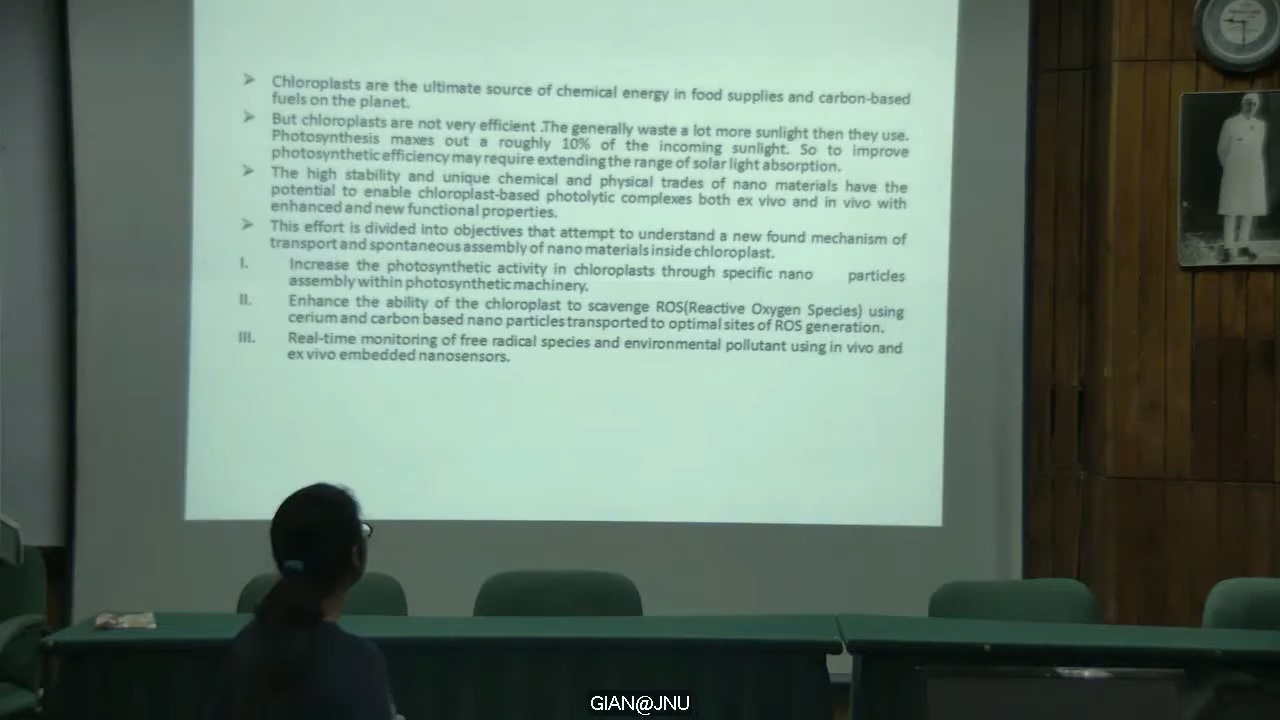 ➢ Chloroplasts are the ultimate source of chemical energy in food supplies and carbon-based
fuels on the planet.
➢ But chloroplasts are not very efficient .The generally waste a lot more sunlight then they use.
Photosynthesis maxes out a roughly 10% of the incoming sunlight. So to improve
photosynthetic efficiency may require extending the range of solar light absorption.
➢ The high stability and unique chemical and physical trades of nano materials have the
potential to enable chloroplast-based photolytic complexes both ex vivo and in vivo with
enhanced and new functional properties.
➢ This effort is divided into objectives that attempt to understand a new found mechanism of
transport and spontaneous assembly of nano materials inside chloroplast.
I. Increase the photosynthetic activity in chloroplasts through specific nano particles
assembly within photosynthetic machinery.
II. Enhance the ability of the chloroplast to scavenge ROS(Reactive Oxygen Species) using
cerium and carbon based nano particles transported to optimal sites of ROS generation.
III. Real-time monitoring of free radical species and environmental pollutant using in vivo and
ex vivo embedded nanosensors.
GIAN@JNU